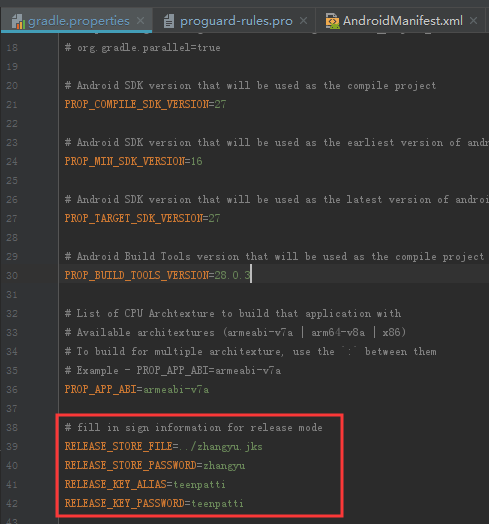 gradle.properties proguard-rules.pro AndroidManifest.xml
18 # org.gradle.parallel=true
19
20 # Android SDK version that will be used as the compile project
21 PROP_COMPILE_SDK_VERSION=27
22
23 # Android SDK version that will be used as the earliest version of andr
24 PROP_MIN_SDK_VERSION=16
25
26 # Android SDK version that will be used as the latest version of androi
27 PROP_TARGET_SDK_VERSION=27
28
29 # Android Build Tools version that will be used as the compile project
30 PROP_BUILD_TOOLS_VERSION=28.0.3
31
32 # List of CPU Archtexture to build that application with
33 # Available architextures (armeabi-v7a | arm64-v8a | x86)
34 # To build for multiple architexture, use the `:` between them
35 # Example - PROP_APP_ABI=armeabi-v7a
36 PROP_APP_ABI=armeabi-v7a
37
38 # fill in sign information for release mode
39 RELEASE_STORE_FILE=../zhangyu.jks
40 RELEASE_STORE_PASSWORD=zhangyu
41 RELEASE_KEY_ALIAS=teenpatti
42 RELEASE_KEY_PASSWORD=teenpatti